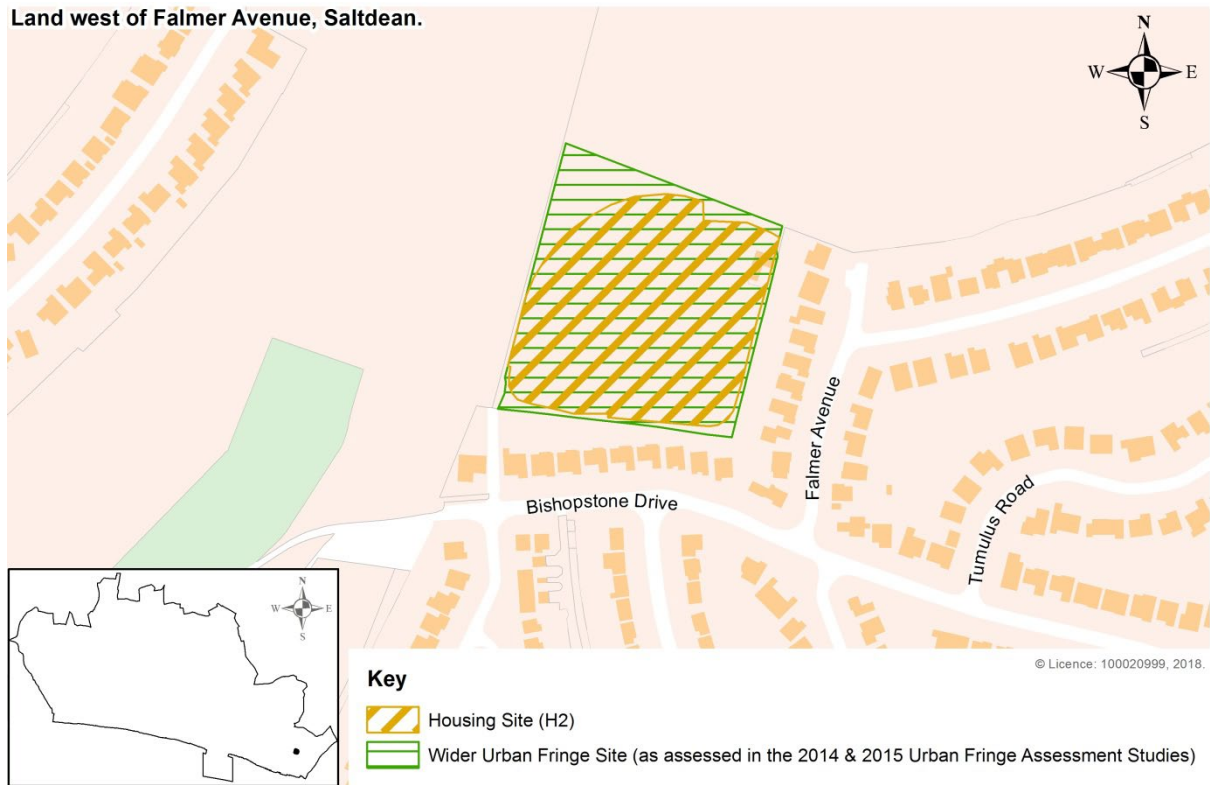 Land west of Falmer Avenue, Saltdean.
N
W E
S
Falmer Avenue
Tumulus Road
Bishopstone Drive
N
W E
S
© Licence: 100020999, 2018.
Key
Housing Site (H2)
Wider Urban Fringe Site (as assessed in the 2014 & 2015 Urban Fringe Assessment Studies)